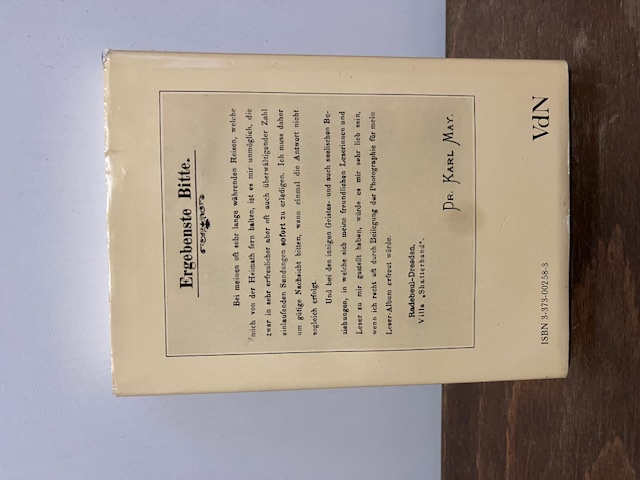 Ergebenste Bitte.
Bei meinen oft sehr lange währenden Reisen, welche
mich von der Heimath fern halten, ist es mir unmöglich, die
zwar in sehr erfreulicher aber oft auch überwältigender Zahl
einlaufenden Sendungen sofort zu erledigen. Ich muss daher
um gütige Nachsicht bitten, wenn einmal die Antwort nicht
sogleich erfolgt.
Und bei den innigen Geistes- und auch seelischen Be-
ziehungen, in welche sich meine freundlichen Leserinnen und
Leser zu mir gestellt haben, würde es mir sehr lieb sein,
wenn ich recht oft durch Beilegung der Photographie für mein
Leser-Album erfreut würde.
Radebeul-Dresden,
Villa „Shatterhand".
DR. KARL MAY.
ISBN 3-373-00258-3
VdN